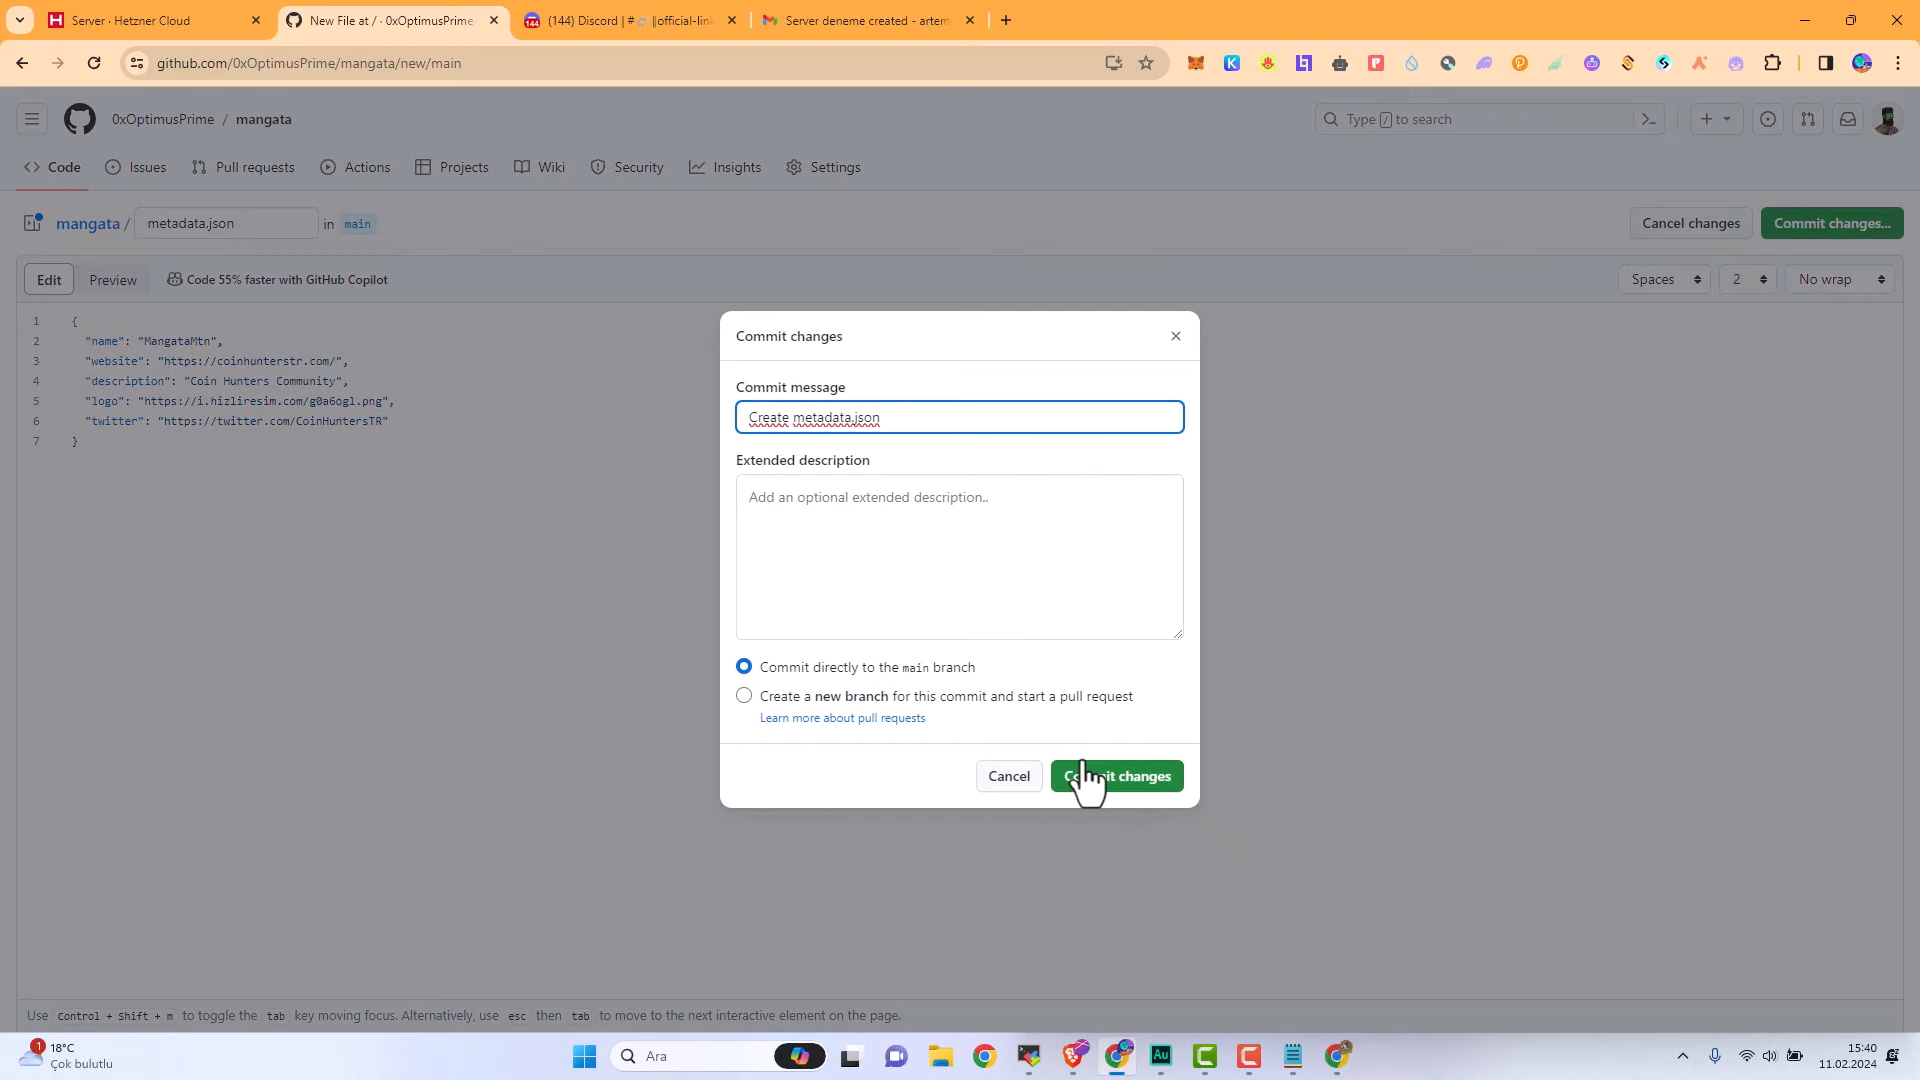 Server · Hetzner Cloud
New File at / · 0xOptimusPrime
(144) Discord | #
|official-lin
Server deneme created - artem
github.com/0xOptimusPrime/mangata/new/main
0xOptimusPrime / mangata
Type / to search
Code
Issues
Pull requests
Actions
Projects
Wiki
Security
Insights
Settings
mangata / metadata.json in main
Cancel changes
Commit changes...
Edit
Preview
Code 55% faster with GitHub Copilot
Spaces
2
No wrap
1 {
2 "name": "MangataMtn",
3 "website": "https://coinhunterstr.com/",
4 "description": "Coin Hunters Community",
5 "logo": "https://i.hizliresim.com/g0a6ogl.png",
6 "twitter": "https://twitter.com/CoinHuntersTR"
7 }
Commit changes
Commit message
Create metadata.json
Extended description
Add an optional extended description..
Commit directly to the main branch
Create a new branch for this commit and start a pull request
Learn more about pull requests
Cancel
changes
Use Control + Shift + m to toggle the tab key moving focus. Alternatively, use esc then tab to move to the next interactive element on the page.
1
18°C
Çok bulutlu
Ara
Au
15:40
11.02.2024